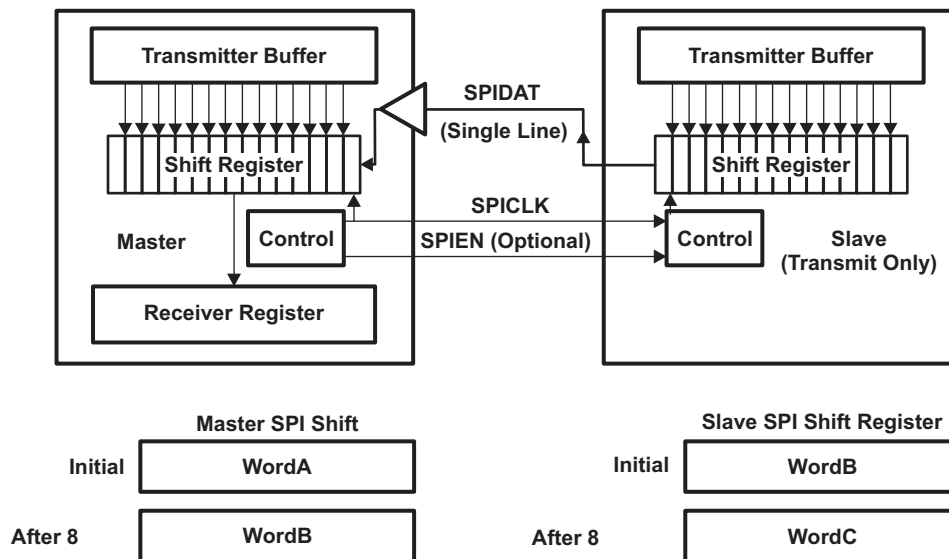 Transmitter Buffer
Transmitter Buffer
SPIDAT
(Single Line)
Shift Register
Shift Register
SPICLK
Master
Control
SPIEN (Optional)
Control
Slave
(Transmit Only)
Receiver Register
Master SPI Shift
Slave SPI Shift Register
Initial
WordA
Initial
WordB
After 8
WordB
After 8
WordC